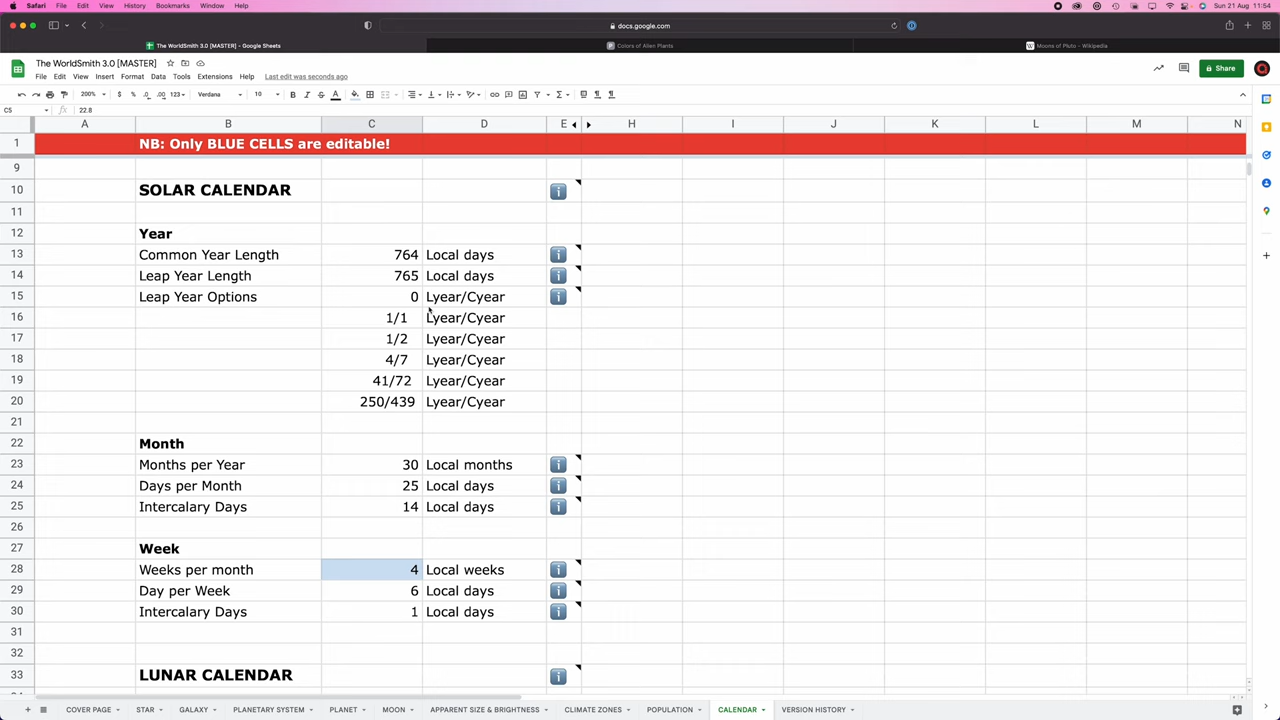 Safari File Edit View History Bookmarks Window Help Sun 21 Aug 11:54
docs.google.com
The WorldSmith 3.0 [MASTER] - Google Sheets Colors of Alien Plants Moons of Pluto - Wikipedia
The WorldSmith 3.0 [MASTER]
Share
File Edit View Insert Format Data Tools Extensions Help Last edit was seconds ago
200% $ % .0 .00 123 Verdana 10 B I S A
C5 fx 22.8
A B C D E H I J K L M N
1 NB: Only BLUE CELLS are editable!
9
10 SOLAR CALENDAR
11
12 Year
13 Common Year Length 764 Local days
14 Leap Year Length 765 Local days
15 Leap Year Options 0 Lyear/Cyear
16 1/1 Lyear/Cyear
17 1/2 Lyear/Cyear
18 4/7 Lyear/Cyear
19 41/72 Lyear/Cyear
20 250/439 Lyear/Cyear
21
22 Month
23 Months per Year 30 Local months
24 Days per Month 25 Local days
25 Intercalary Days 14 Local days
26
27 Week
28 Weeks per month 4 Local weeks
29 Day per Week 6 Local days
30 Intercalary Days 1 Local days
31
32
33 LUNAR CALENDAR
COVER PAGE STAR GALAXY PLANETARY SYSTEM PLANET MOON APPARENT SIZE & BRIGHTNESS CLIMATE ZONES POPULATION CALENDAR VERSION HISTORY